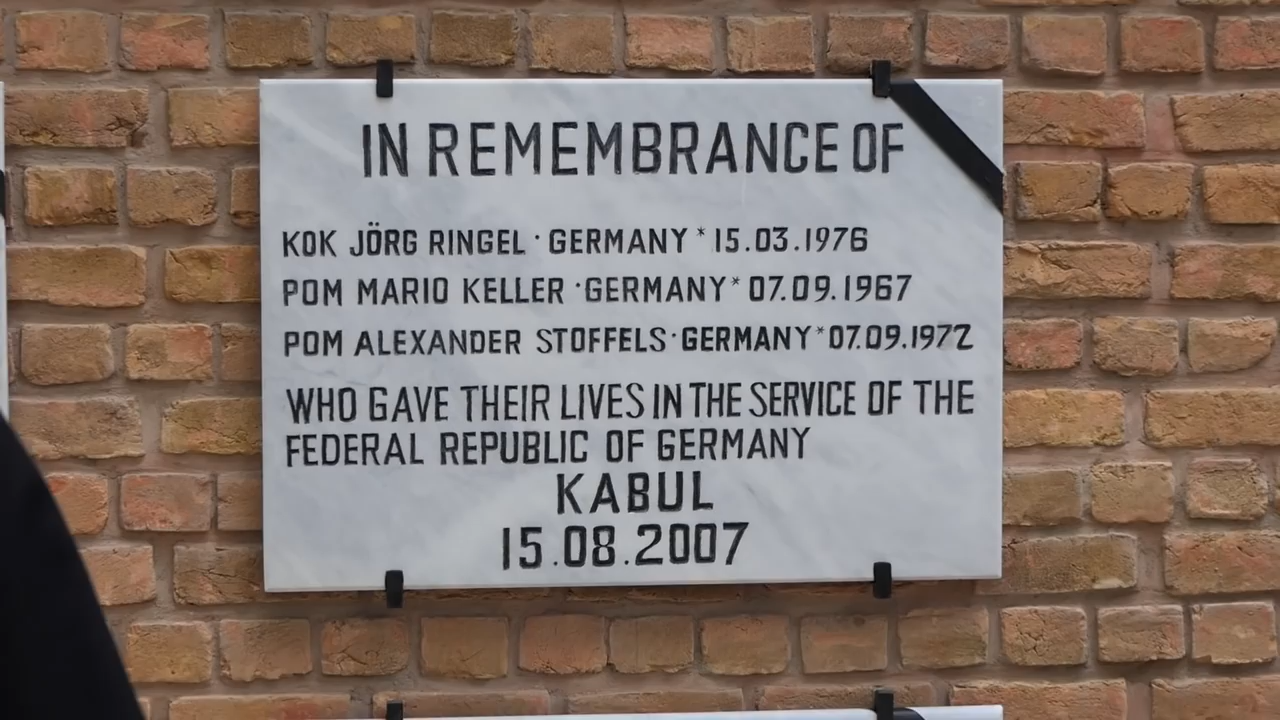 IN REMEMBRANCE OF
KOK JÖRG RINGEL · GERMANY * 15.03.1976
POM MARIO KELLER · GERMANY * 07.09.1967
POM ALEXANDER STOFFELS · GERMANY * 07.09.1972
WHO GAVE THEIR LIVES IN THE SERVICE OF THE
FEDERAL REPUBLIC OF GERMANY
KABUL
15.08.2007